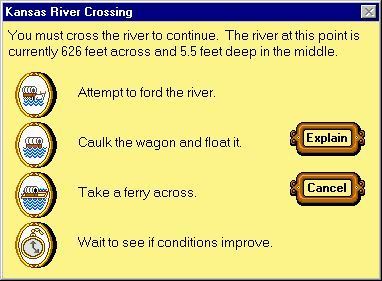 Kansas River Crossing
You must cross the river to continue. The river at this point is
currently 626 feet across and 5.5 feet deep in the middle.
Attempt to ford the river.
Caulk the wagon and float it.
Explain
Take a ferry across.
Cancel
Wait to see if conditions improve.